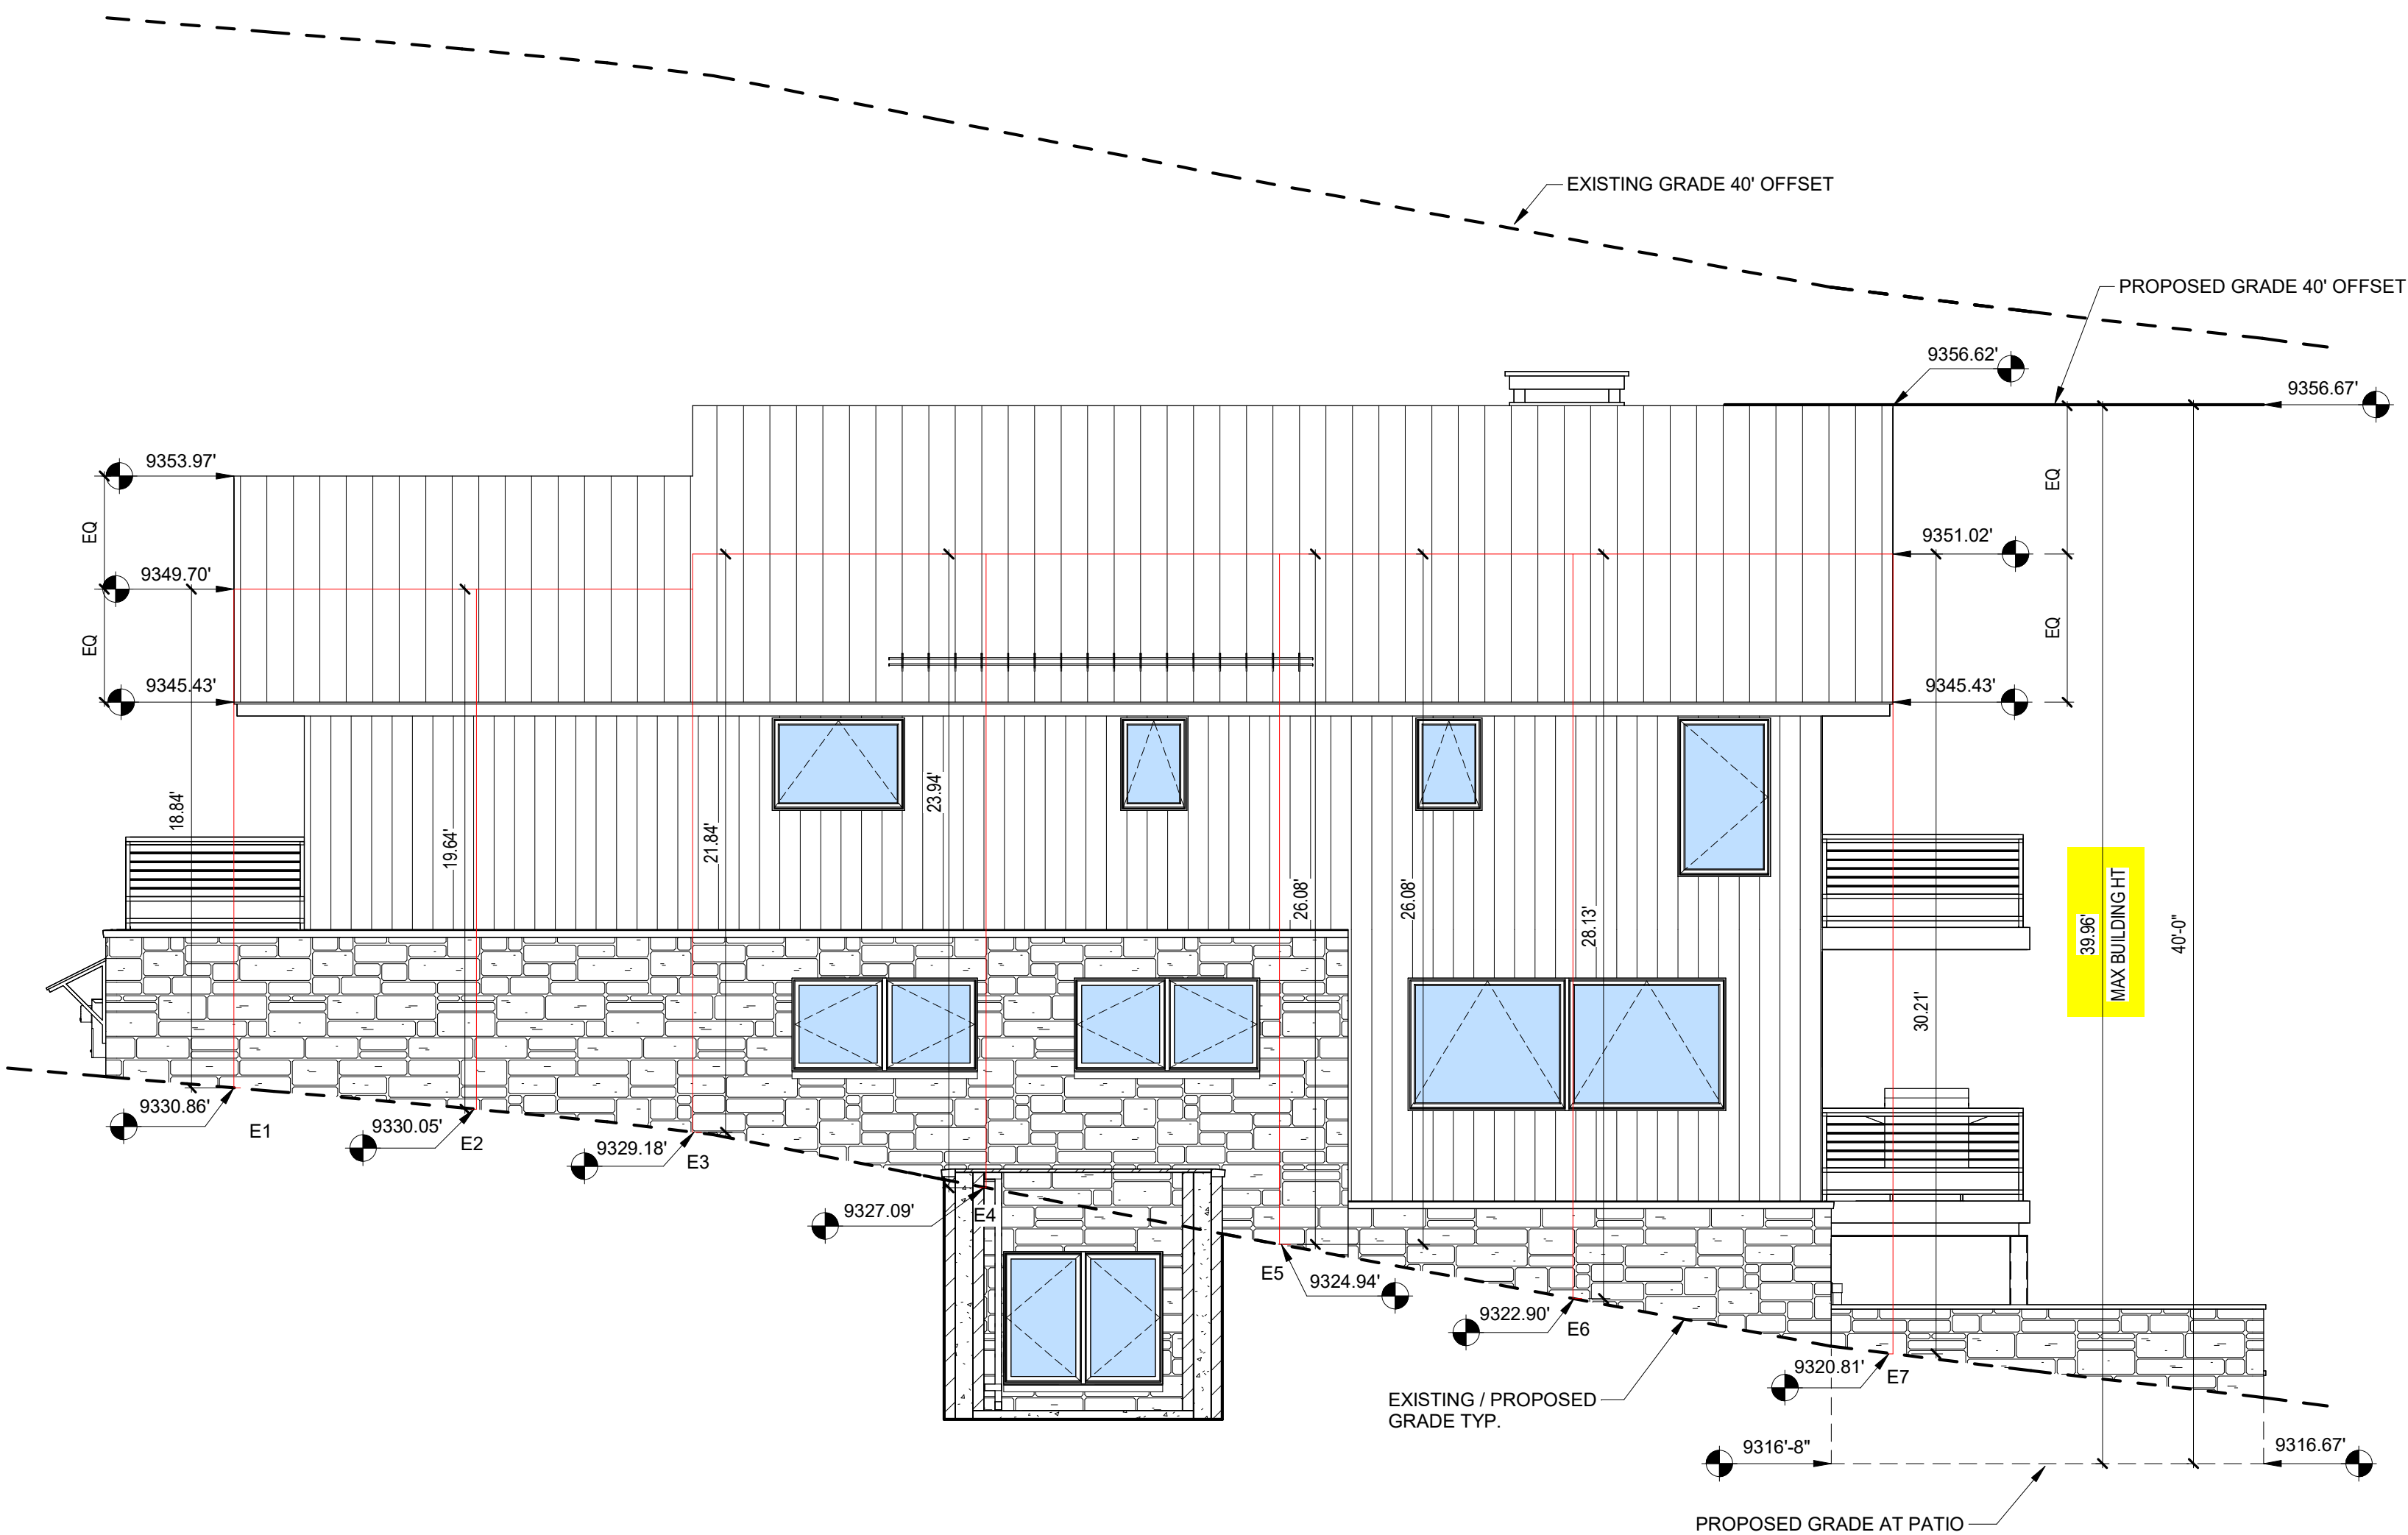 EXISTING GRADE 40' OFFSET
PROPOSED GRADE 40' OFFSET
9356.62'
9356.67'
9353.97'
EQ
9351.02'
EQ
9349.70'
EQ
EQ
9345.43'
9345.43'
18.84'
19.64'
21.84'
23.94'
26.08'
26.08'
28.13'
30.21'
39.96'
MAX BUILDING HT
40'-0"
9330.86'
E1
9330.05'
E2
9329.18'
E3
9327.09'
E4
E5
9324.94'
9322.90'
E6
9320.81'
E7
EXISTING / PROPOSED
GRADE TYP.
9316'-8"
9316.67'
PROPOSED GRADE AT PATIO